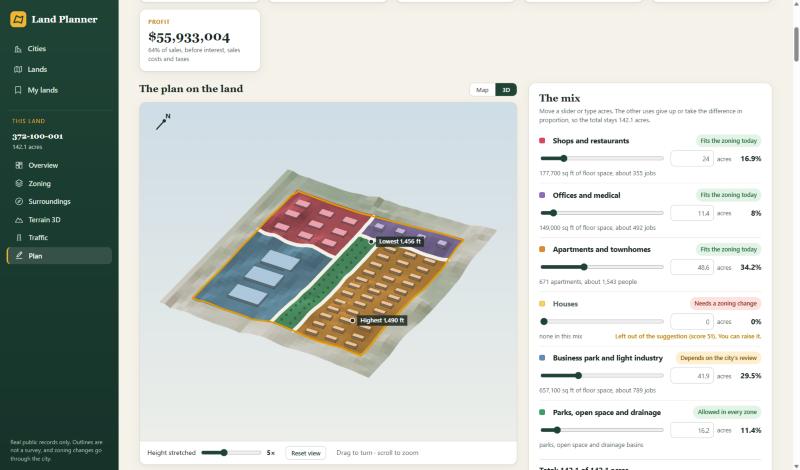 Land Planner
Cities
Lands
My lands
THIS LAND
372-100-001
142.1 acres
Overview
Zoning
Surroundings
Terrain 3D
Traffic
Plan
Real public records only. Outlines are
not a survey, and zoning changes go
through the city.
PROFIT
$55,933,004
64% of sales, before interest, sales
costs and taxes
The plan on the land
Map
3D
N
Lowest 1,456 ft
Highest 1,490 ft
Height stretched
5×
Reset view
Drag to turn · scroll to zoom
The mix
Move a slider or type acres. The other uses give up or take the difference in
proportion, so the total stays 142.1 acres.
Shops and restaurants
Fits the zoning today
24 acres 16.9%
177,700 sq ft of floor space, about 355 jobs
Offices and medical
Fits the zoning today
11.4 acres 8%
149,000 sq ft of floor space, about 492 jobs
Apartments and townhomes
Fits the zoning today
48.6 acres 34.2%
671 apartments, about 1,543 people
Houses
Needs a zoning change
0 acres 0%
none in this mix
Left out of the suggestion (score 51). You can raise it.
Business park and light industry
Depends on the city's review
41.9 acres 29.5%
657,100 sq ft of floor space, about 789 jobs
Parks, open space and drainage
Allowed in every zone
16.2 acres 11.4%
parks, open space and drainage basins
Total: 142.1 of 142.1 acres